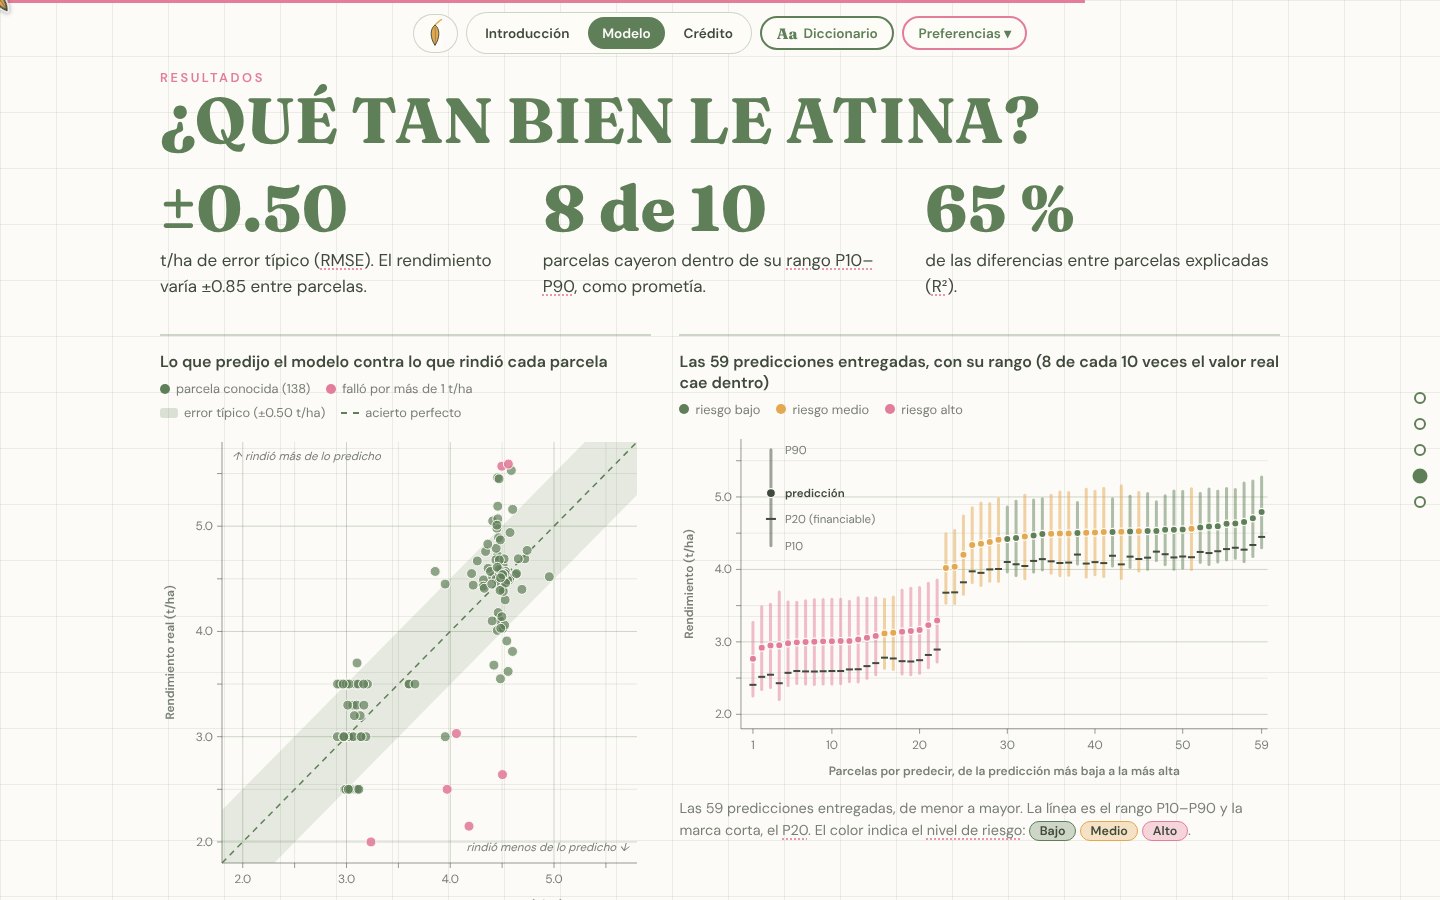 Introducción
Modelo
Crédito
Aa Diccionario
Preferencias ▾
RESULTADOS
¿QUÉ TAN BIEN LE ATINA?
±0.50
t/ha de error típico (RMSE). El rendimiento
varía ±0.85 entre parcelas.
8 de 10
parcelas cayeron dentro de su rango P10–
P90, como prometía.
65 %
de las diferencias entre parcelas explicadas
(R²).
Lo que predijo el modelo contra lo que rindió cada parcela
parcela conocida (138)
falló por más de 1 t/ha
error típico (±0.50 t/ha)
acierto perfecto
↑ rindió más de lo predicho
Rendimiento real (t/ha)
5.0
4.0
3.0
2.0
rindió menos de lo predicho ↓
2.0
3.0
4.0
5.0
Las 59 predicciones entregadas, con su rango (8 de cada 10 veces el valor real
cae dentro)
riesgo bajo
riesgo medio
riesgo alto
P90
predicción
P20 (financiable)
P10
Rendimiento (t/ha)
5.0
4.0
3.0
2.0
1
10
20
30
40
50
59
Parcelas por predecir, de la predicción más baja a la más alta
Las 59 predicciones entregadas, de menor a mayor. La línea es el rango P10–P90 y la
marca corta, el P20. El color indica el nivel de riesgo: Bajo Medio Alto.